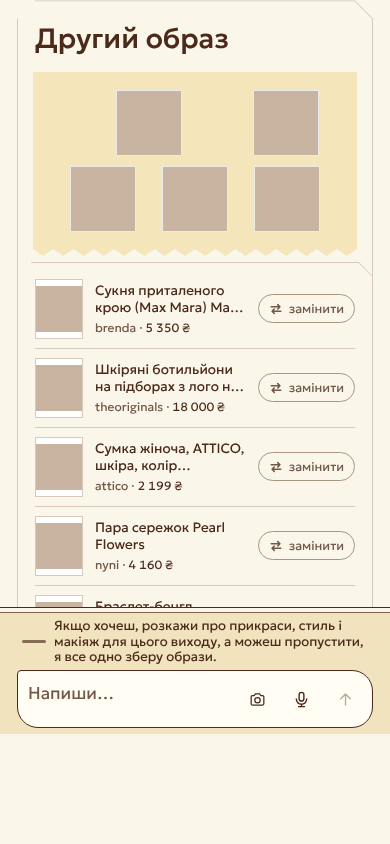 Другий образ
Сукня приталеного
крою (Max Mara) Ma...
brenda · 5 350 ₴
замінити
Шкіряні ботильйони
на підборах з лого н...
theoriginals · 18 000 ₴
замінити
Сумка жіноча, ATTICO,
шкіра, колір...
attico · 2 199 ₴
замінити
Пара сережок Pearl
Flowers
nyni · 4 160 ₴
замінити
Браслет-бенгл
Якщо хочеш, розкажи про прикраси, стиль і
макіяж для цього виходу, а можеш пропустити,
я все одно зберу образи.
Напиши...